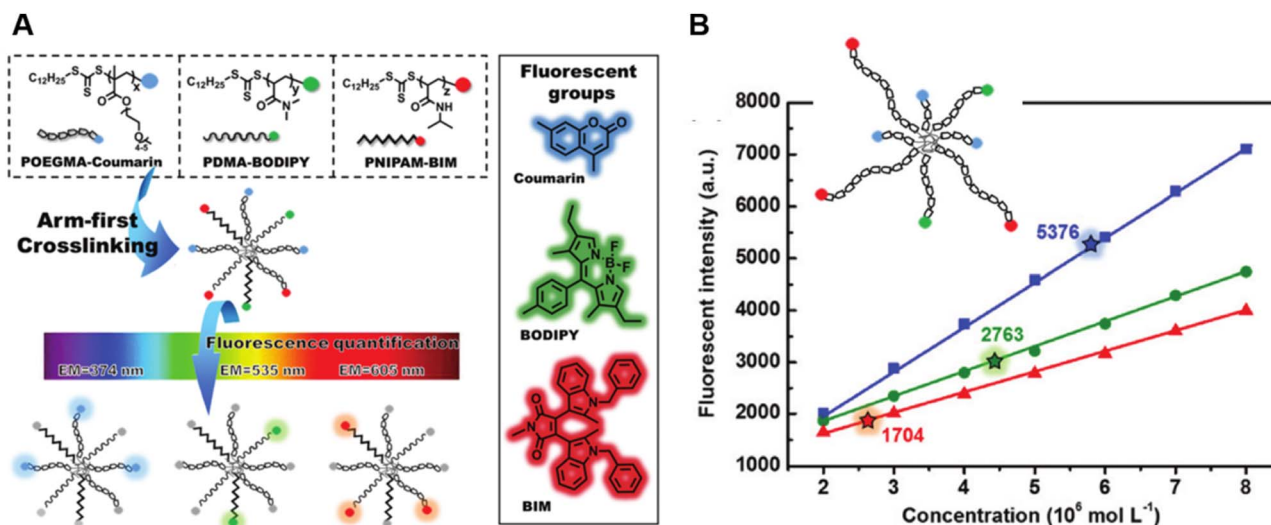 A
C12H25
S
S
S
x
O
O
O
4-5
POEGMA-Coumarin
C12H25
S
S
S
y
O
N
PDMA-BODIPY
C12H25
S
S
S
z
O
NH
PNIPAM-BIM
Arm-first
Crosslinking
Fluorescence quantification
EM=374 nm
EM=535 nm
EM=605 nm
Fluorescent
groups
O
O
Coumarin
N
F
B
F
N
BODIPY
N
O
N
O
N
BIM
B
Fluorescent intensity (a.u.)
8000
7000
6000
5000
4000
3000
2000
1000
5376
2763
1704
2 3 4 5 6 7 8
Concentration (10⁶ mol L⁻¹)